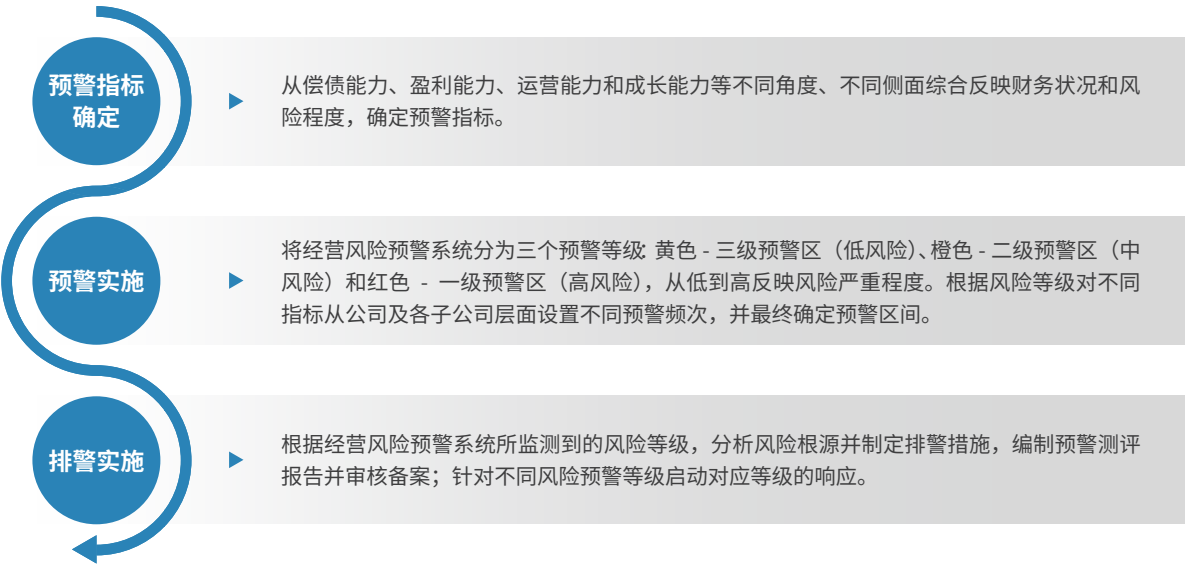 预警指标
确定
从偿债能力、盈利能力、运营能力和成长能力等不同角度、不同侧面综合反映财务状况和风
险程度，确定预警指标。
预警实施
将经营风险预警系统分为三个预警等级：黄色 - 三级预警区（低风险）、橙色 - 二级预警区（中
风险）和红色 - 一级预警区（高风险），从低到高反映风险严重程度。根据风险等级对不同
指标从公司及各子公司层面设置不同预警频次，并最终确定预警区间。
排警实施
根据经营风险预警系统所监测到的风险等级，分析风险根源并制定排警措施，编制预警测评
报告并审核备案；针对不同风险预警等级启动对应等级的响应。